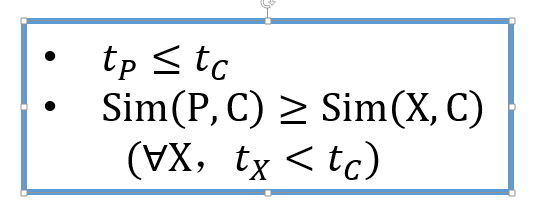 • t_P ≤ t_C
• Sim(P, C) ≥ Sim(X, C)
(∀X，t_X < t_C)